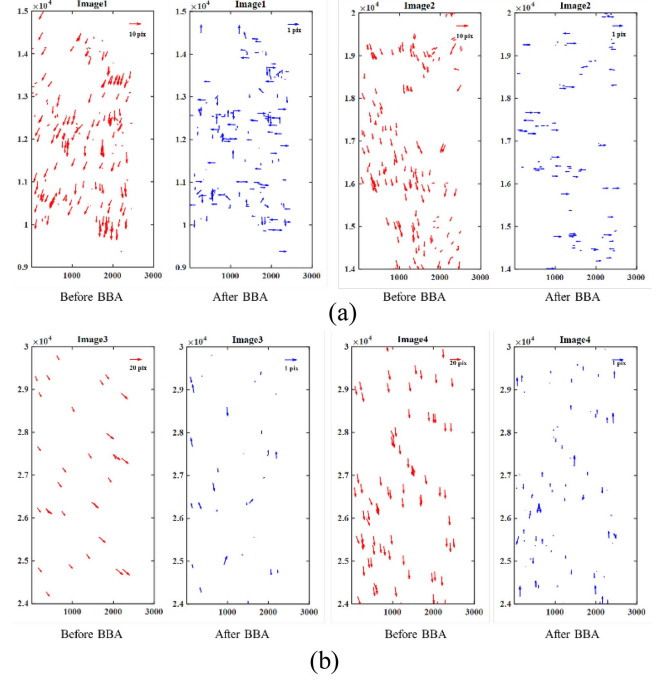 Image1 Image1 Image2 Image2
×10⁴ ×10⁴ ×10⁴ ×10⁴
10 pix 1 pix 10 pix 1 pix
1.5 1.5 2 2
1.4 1.4 1.9 1.9
1.3 1.3 1.8 1.8
1.2 1.2 1.7 1.7
1.1 1.1 1.6 1.6
1 1 1.5 1.5
0.9 0.9 1.4 1.4
1000 2000 3000 1000 2000 3000 1000 2000 3000 1000 2000 3000
Before BBA After BBA Before BBA After BBA
(a)
Image3 Image3 Image4 Image4
×10⁴ ×10⁴ ×10⁴ ×10⁴
20 pix 1 pix 20 pix 1 pix
3 3 3 3
2.9 2.9 2.9 2.9
2.8 2.8 2.8 2.8
2.7 2.7 2.7 2.7
2.6 2.6 2.6 2.6
2.5 2.5 2.5 2.5
2.4 2.4 2.4 2.4
1000 2000 3000 1000 2000 3000 1000 2000 3000 1000 2000 3000
Before BBA After BBA Before BBA After BBA
(b)